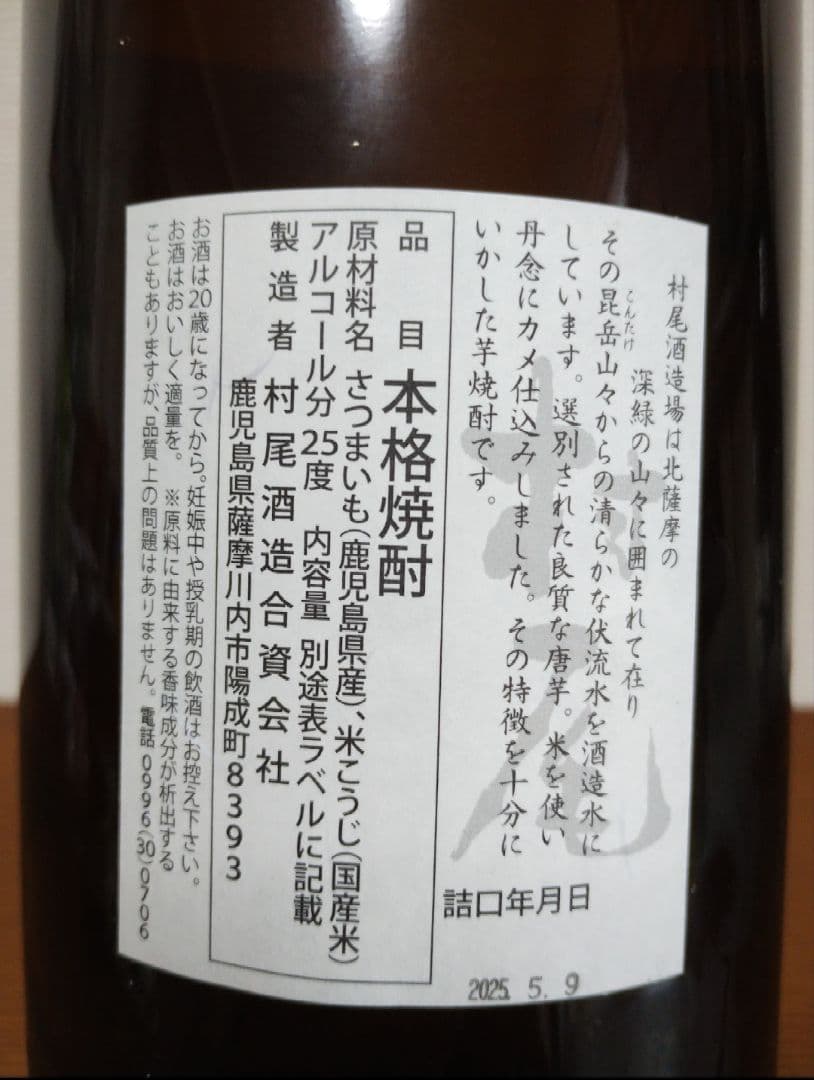 村尾酒造場は北薩摩の
深緑の山々に囲まれて在り
その昆岳山々からの清らかな伏流水を酒造水に
こんたけ
しています。選別された良質な唐芋。米を使い
丹念にカメ仕込みしました。その特徴を十分に
いかした芋焼酎です。
村尾
詰口年月日
2025. 5. 9
品目 本格焼酎
原材料名 さつまいも(鹿児島県産)、米こうじ(国産米)
アルコール分 25度 内容量 別途表ラベルに記載
製造者 村尾酒造合資会社
鹿児島県薩摩川内市陽成町8393
お酒は20歳になってから。妊娠中や授乳期の飲酒はお控え下さい。
お酒はおいしく適量を。 ※原料に由来する香味成分が析出する
こともありますが、品質上の問題はありません。電話0996(30)0706